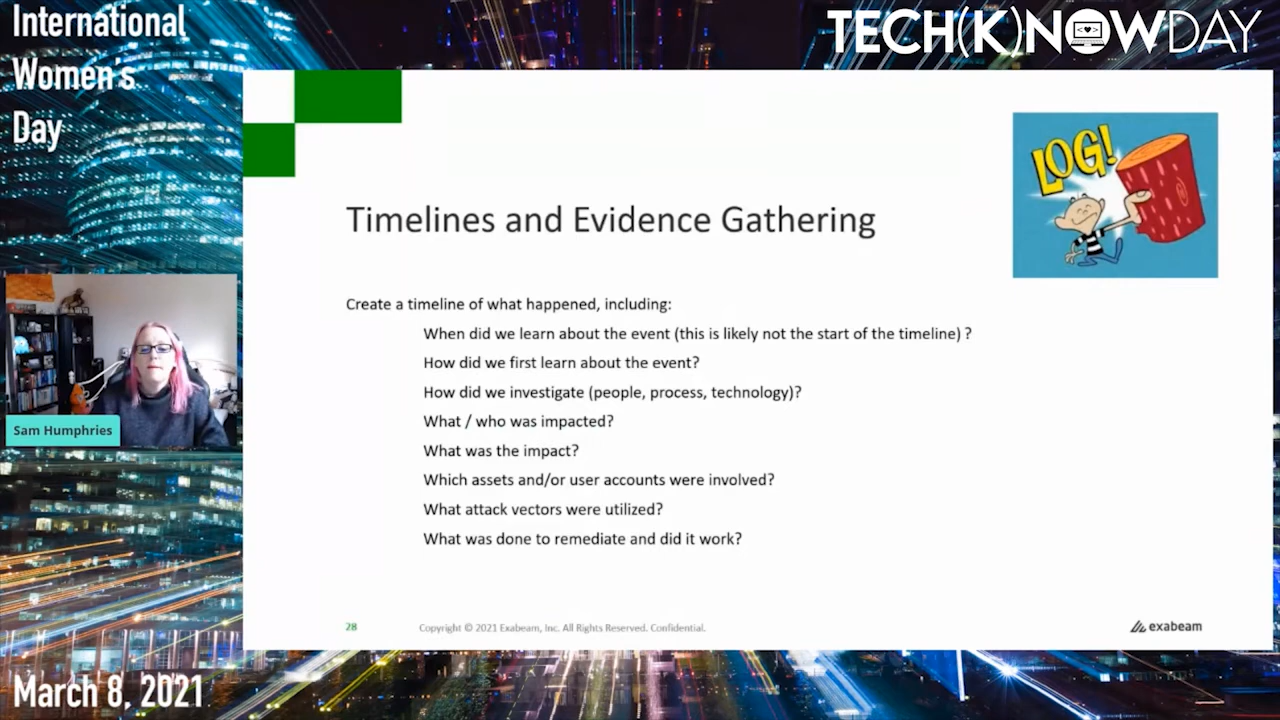 International
Women's
Day
TECH(K)NOWDAY
LOG!
Timelines and Evidence Gathering
Create a timeline of what happened, including:
When did we learn about the event (this is likely not the start of the timeline) ?
How did we first learn about the event?
How did we investigate (people, process, technology)?
What / who was impacted?
What was the impact?
Which assets and/or user accounts were involved?
What attack vectors were utilized?
What was done to remediate and did it work?
Sam Humphries
28
Copyright © 2021 Exabeam, Inc. All Rights Reserved. Confidential.
exabeam
March 8, 2021